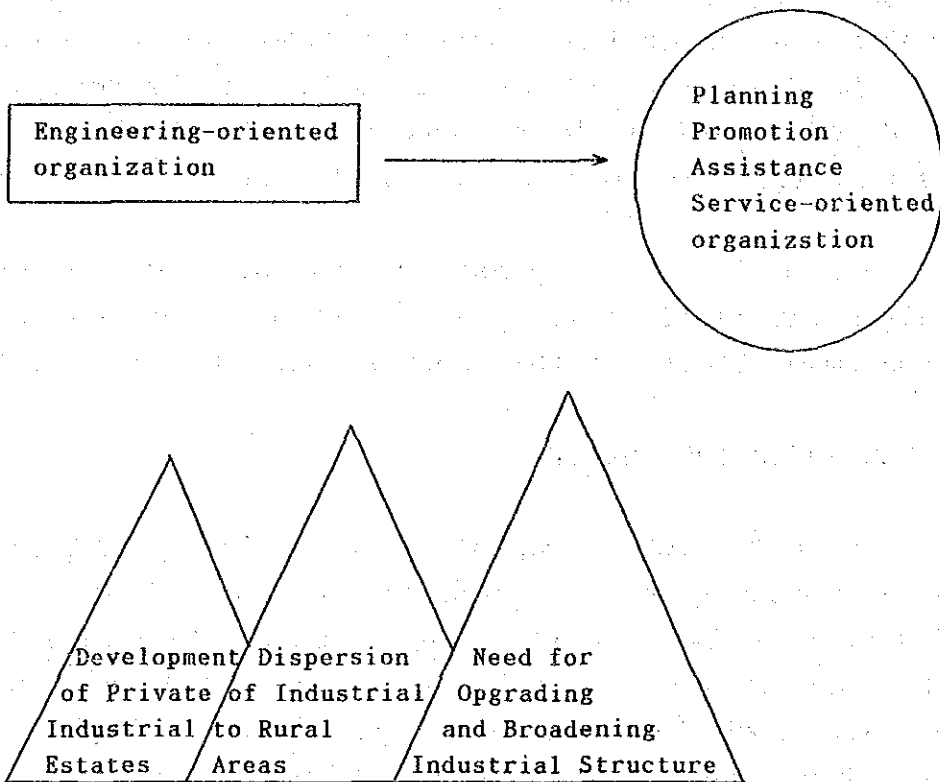 Engineering-oriented
organization
Planning
Promotion
Assistance
Service-oriented
organizstion
Development
of Private
Industrial
Estates
Dispersion
of Industrial
to Rural
Areas
Need for
Opgrading
and Broadening
Industrial Structure